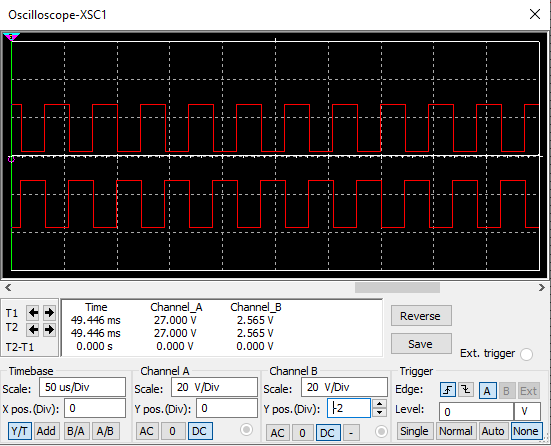 Oscilloscope-XSC1
T1
T2
T2-T1
Time Channel_A Channel_B
49.446 ms 27.000 V 2.565 V
49.446 ms 27.000 V 2.565 V
0.000 s 0.000 V 0.000 V
Reverse
Save
Ext. trigger
Timebase
Scale: 50 us/Div
X pos.(Div): 0
Y/T Add B/A A/B
Channel A
Scale: 20 V/Div
Y pos.(Div): 0
AC 0 DC
Channel B
Scale: 20 V/Div
Y pos.(Div): -2
AC 0 DC -
Trigger
Edge: A B Ext
Level: 0 V
Single Normal Auto None